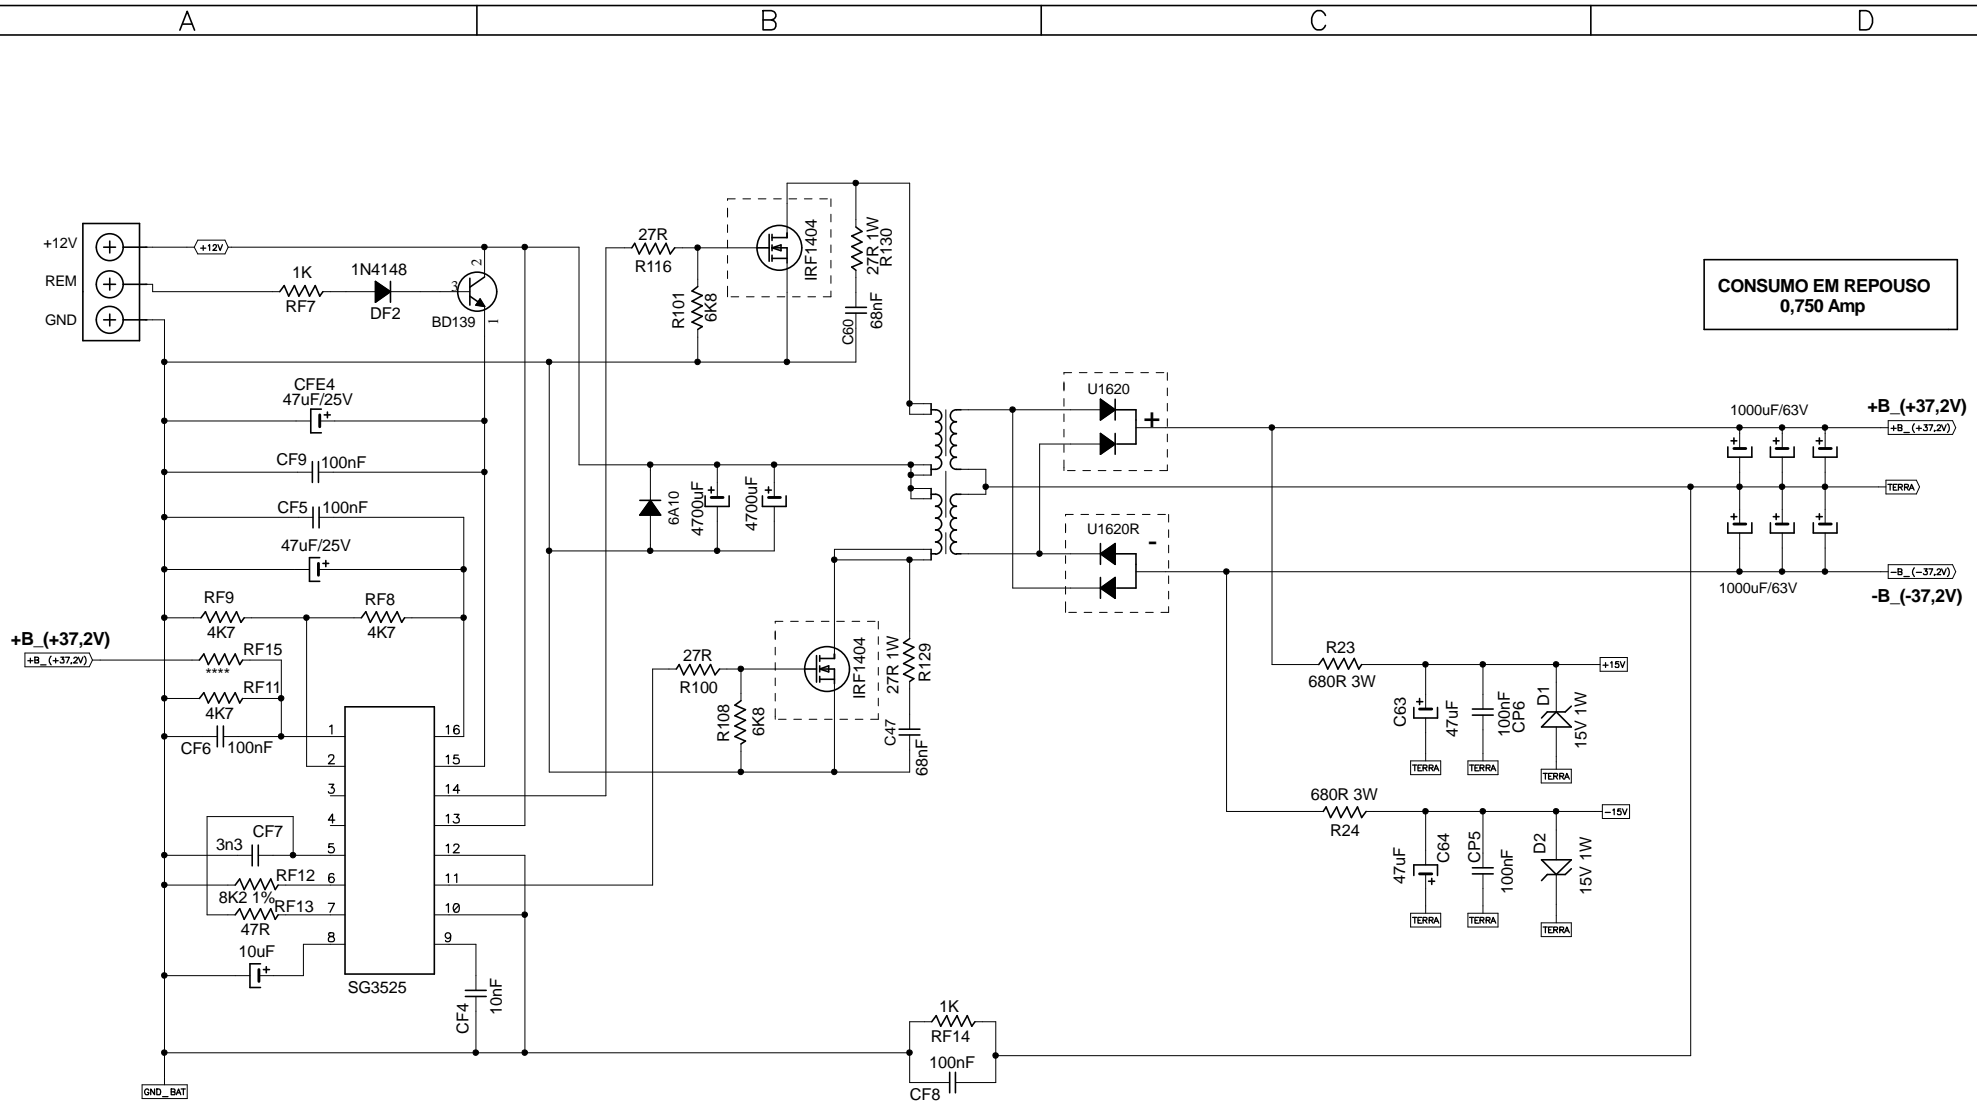 A
B
C
D
+12V
REM
GND
+12V
1K
RF7
1N4148
DF2
3
2
1
BD139
27R
R116
R101
6K8
IRF1404
27R 1W
R130
C60
68nF
CONSUMO EM REPOUSO
0,750 Amp
CFE4
47uF/25V
+
CF9
100nF
CF5
100nF
47uF/25V
+
RF9
4K7
RF8
4K7
+B_(+37,2V)
+B_(+37,2V)
RF15
****
RF11
4K7
CF6
100nF
6A10
4700uF
+
4700uF
+
U1620
+
U1620R
-
1000uF/63V
+
+
+
+
+
+
1000uF/63V
+B_(+37,2V)
+B_(+37,2V)
TERRA
-B_(-37,2V)
-B_(-37,2V)
27R
R100
R108
6K8
IRF1404
27R 1W
R129
C47
68nF
R23
680R 3W
+15V
C63
+
47uF
100nF
CP6
D1
15V 1W
TERRA
TERRA
TERRA
680R 3W
R24
-15V
47uF
C64
+
CP5
100nF
D2
15V 1W
TERRA
TERRA
TERRA
1
2
3
4
5
6
7
8
16
15
14
13
12
11
10
9
CF7
3n3
RF12
8K2 1%
RF13
47R
10uF
+
SG3525
CF4
10nF
1K
RF14
100nF
CF8
GND_BAT